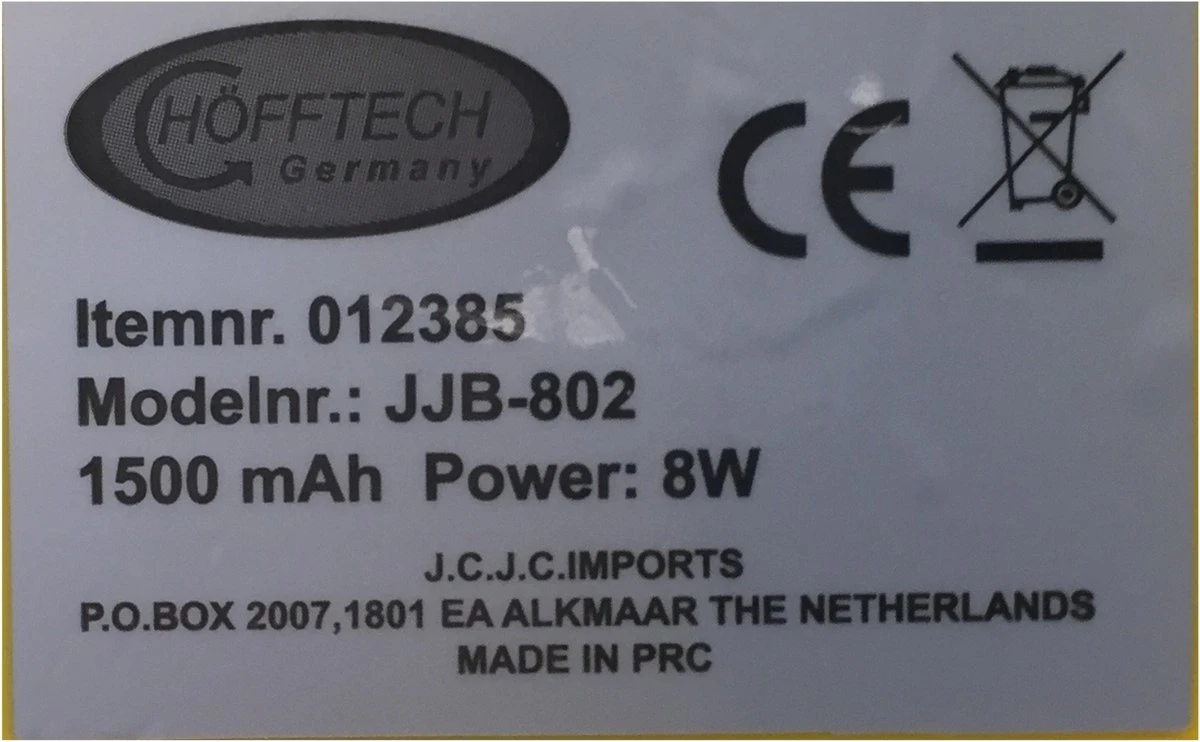 HÖFFTECH
Germany
CE
Itemnr. 012385
Modelnr.: JJB-802
1500 mAh Power: 8W
J.C.J.C.IMPORTS
P.O.BOX 2007,1801 EA ALKMAAR THE NETHERLANDS
MADE IN PRC